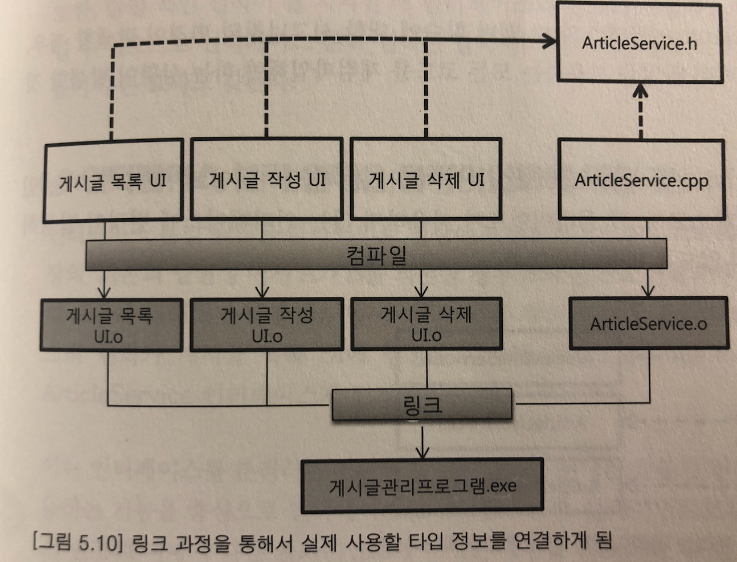 ArticleService.h
게시글 목록 UI
게시글 작성 UI
게시글 삭제 UI
ArticleService.cpp
컴파일
게시글 목록
UI.o
게시글 작성
UI.o
게시글 삭제
UI.o
ArticleService.o
링크
게시글관리프로그램.exe
[그림 5.10] 링크 과정을 통해서 실제 사용할 타입 정보를 연결하게 됨